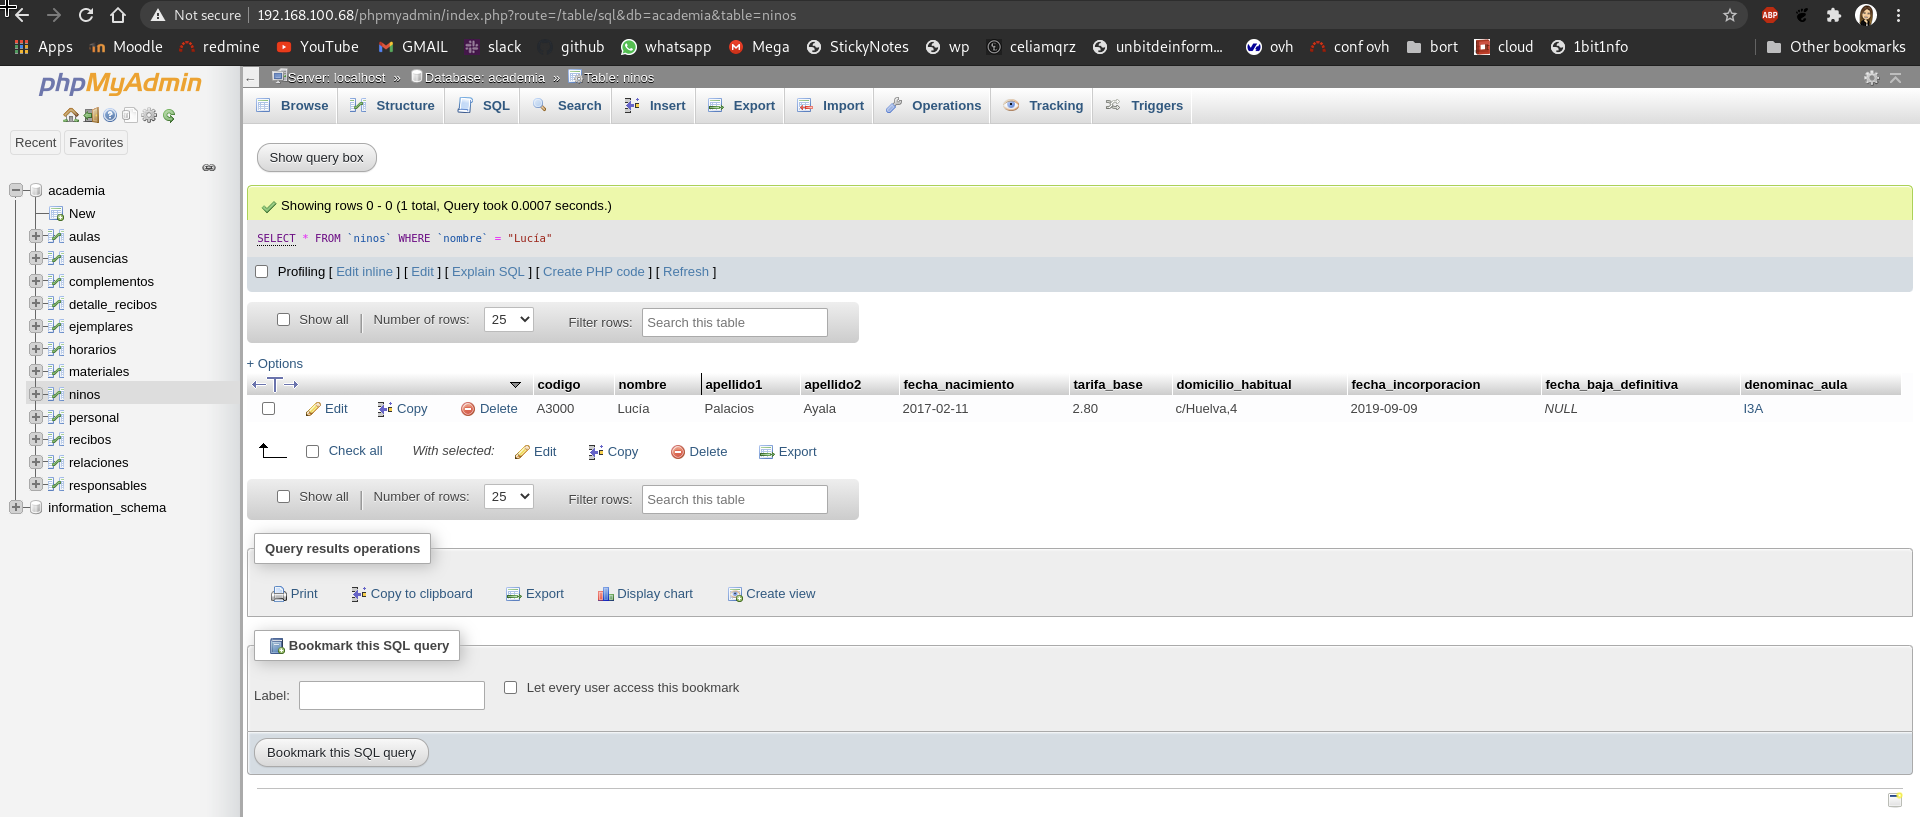 Not secure | 192.168.100.68/phpmyadmin/index.php?route=/table/sql&db=academia&table=ninos
ABP
Apps Moodle redmine YouTube GMAIL slack github whatsapp Mega StickyNotes wp celiamqrz unbitdeinform... ovh conf ovh bort cloud 1bit1nfo Other bookmarks
phpMyAdmin
Recent Favorites
academia
New
aulas
ausencias
complementos
detalle_recibos
ejemplares
horarios
materiales
ninos
personal
recibos
relaciones
responsables
information_schema
Server: localhost » Database: academia » Table: ninos
Browse Structure SQL Search Insert Export Import Operations Tracking Triggers
Show query box
Showing rows 0 - 0 (1 total, Query took 0.0007 seconds.)
SELECT * FROM `ninos` WHERE `nombre` = "Lucía"
Profiling [ Edit inline ] [ Edit ] [ Explain SQL ] [ Create PHP code ] [ Refresh ]
Show all | Number of rows: 25 Filter rows: Search this table
+ Options
←T→ codigo nombre apellido1 apellido2 fecha_nacimiento tarifa_base domicilio_habitual fecha_incorporacion fecha_baja_definitiva denominac_aula
Edit Copy Delete A3000 Lucía Palacios Ayala 2017-02-11 2.80 c/Huelva,4 2019-09-09 NULL I3A
Check all With selected: Edit Copy Delete Export
Show all | Number of rows: 25 Filter rows: Search this table
Query results operations
Print Copy to clipboard Export Display chart Create view
Bookmark this SQL query
Label: Let every user access this bookmark
Bookmark this SQL query